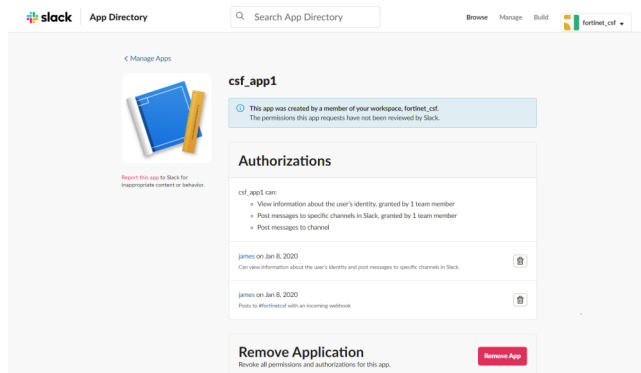 slack App Directory Search App Directory Browse Manage Build fortinet_csf
< Manage Apps
csf_app1
This app was created by a member of your workspace, fortinet_csf.
The permissions this app requests have not been reviewed by Slack.
Report this app to Slack for
inappropriate content or behavior.
Authorizations
csf_app1 can:
View information about the user's identity, granted by 1 team member
Post messages to specific channels in Slack, granted by 1 team member
Post messages to channel
james on Jan 8, 2020
Can view information about the user's identity and post messages to specific channels in Slack.
james on Jan 8, 2020
Posts to #fortinetcsf with an incoming webhook
Remove Application
Revoke all permissions and authorizations for this app.
Remove App